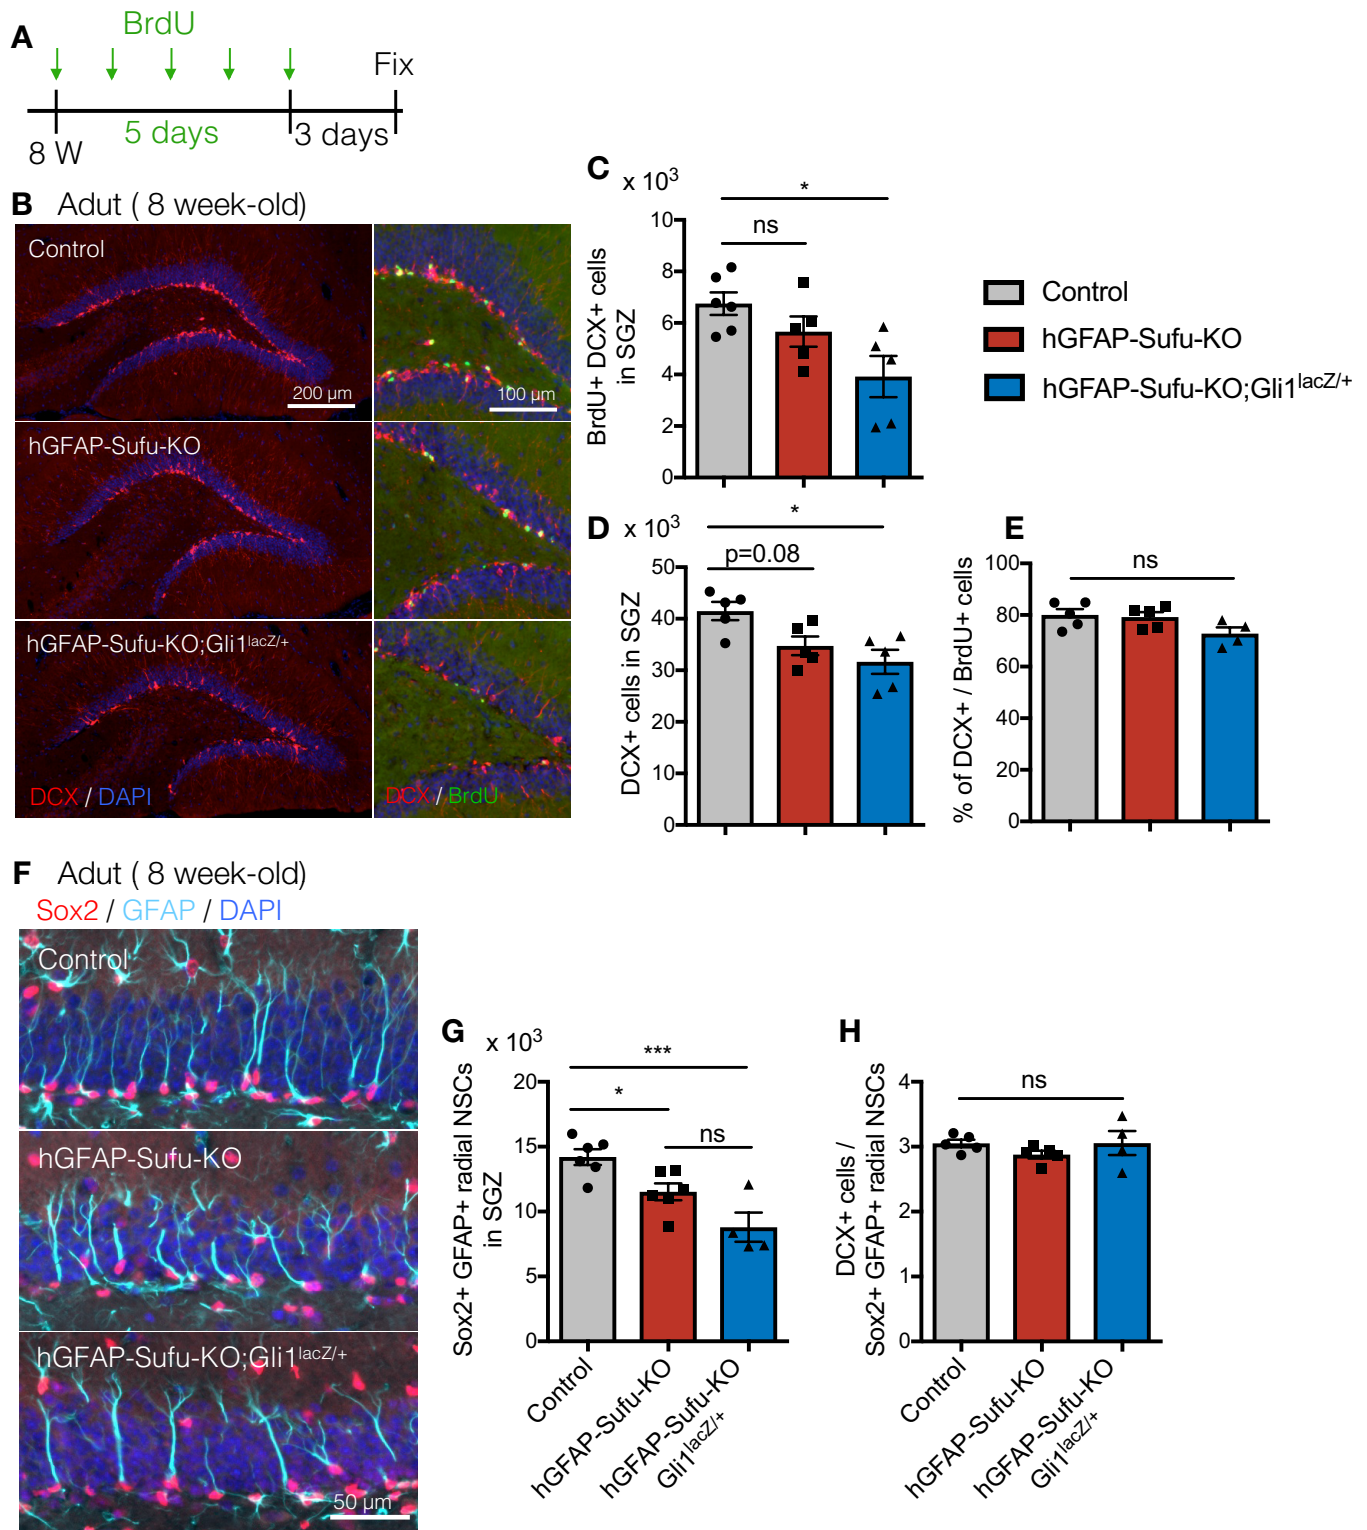 A
BrdU
Fix
5 days
3 days
8 W
B Adut ( 8 week-old)
Control
200 µm
100 µm
hGFAP-Sufu-KO
hGFAP-Sufu-KO;Gli1lacZ/+
DCX / DAPI
DCX / BrdU
C x 10³
*
ns
10
8
6
4
2
0
BrdU+ DCX+ cells
in SGZ
Control
hGFAP-Sufu-KO
hGFAP-Sufu-KO;Gli1lacZ/+
D x 10³
*
p=0.08
50
40
30
20
10
0
DCX+ cells in SGZ
E
ns
100
80
60
40
20
0
% of DCX+ / BrdU+ cells
F Adut ( 8 week-old)
Sox2 / GFAP / DAPI
Control
hGFAP-Sufu-KO
hGFAP-Sufu-KO;Gli1lacZ/+
50 µm
G x 10³
***
*
ns
20
15
10
5
0
Sox2+ GFAP+ radial NSCs
in SGZ
Control
hGFAP-Sufu-KO
hGFAP-Sufu-KO
Gli1lacZ/+
H
ns
4
3
2
1
0
DCX+ cells /
Sox2+ GFAP+ radial NSCs
Control
hGFAP-Sufu-KO
hGFAP-Sufu-KO
Gli1lacZ/+